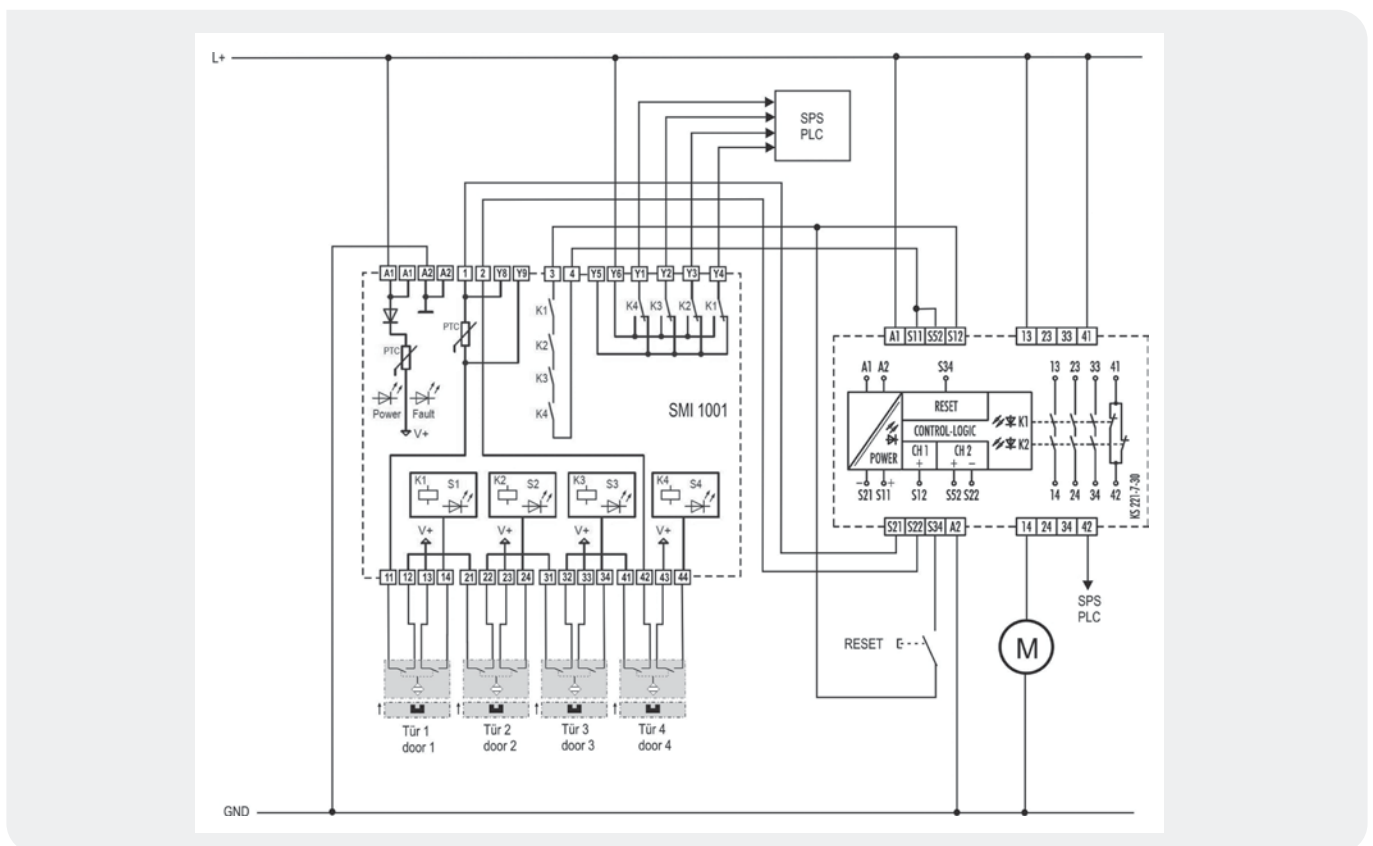 L+
SPS
PLC
A1 A1 A2 A2 1 2 Y8 Y9 3 4 Y5 Y6 Y1 Y2 Y3 Y4
K1
K4 K3 K2 K1
PTC
K2
PTC
K3
K4
Power Fault
V+
SMI 1001
K1 S1 K2 S2 K3 S3 K4 S4
V+ V+ V+ V+
11 12 13 14 21 22 23 24 31 32 33 34 41 42 43 44
Tür 1 Tür 2 Tür 3 Tür 4
door 1 door 2 door 3 door 4
A1 S11 S52 S12 13 23 33 41
A1 A2 S34 13 23 33 41
RESET
CONTROL-LOGIC
K1
K2
POWER
CH 1 CH 2
+ + −
− +
S21 S11 S12 S52 S22 14 24 34 42
KS 221-7-30
S21 S22 S34 A2 14 24 34 42
SPS
PLC
RESET
M
GND